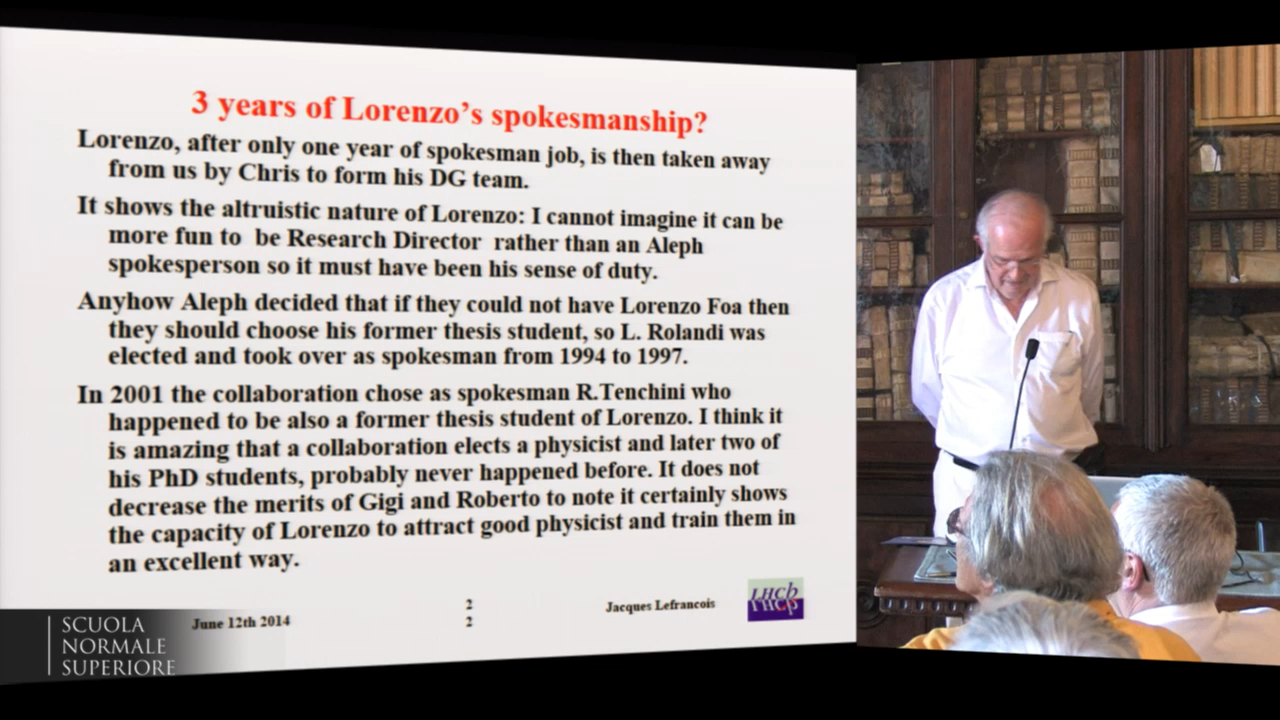 3 years of Lorenzo's spokesmanship?
Lorenzo, after only one year of spokesman job, is then taken away
from us by Chris to form his DG team.
It shows the altruistic nature of Lorenzo: I cannot imagine it can be
more fun to be Research Director rather than an Aleph
spokesperson so it must have been his sense of duty.
Anyhow Aleph decided that if they could not have Lorenzo Foa then
they should choose his former thesis student, so L. Rolandi was
elected and took over as spokesman from 1994 to 1997.
In 2001 the collaboration chose as spokesman R.Tenchini who
happened to be also a former thesis student of Lorenzo. I think it
is amazing that a collaboration elects a physicist and later two of
his PhD students, probably never happened before. It does not
decrease the merits of Gigi and Roberto to note it certainly shows
the capacity of Lorenzo to attract good physicist and train them in
an excellent way.
June 12th 2014
2
2
Jacques Lefrancois
LHCb
THCp
SCUOLA
NORMALE
SUPERIORE